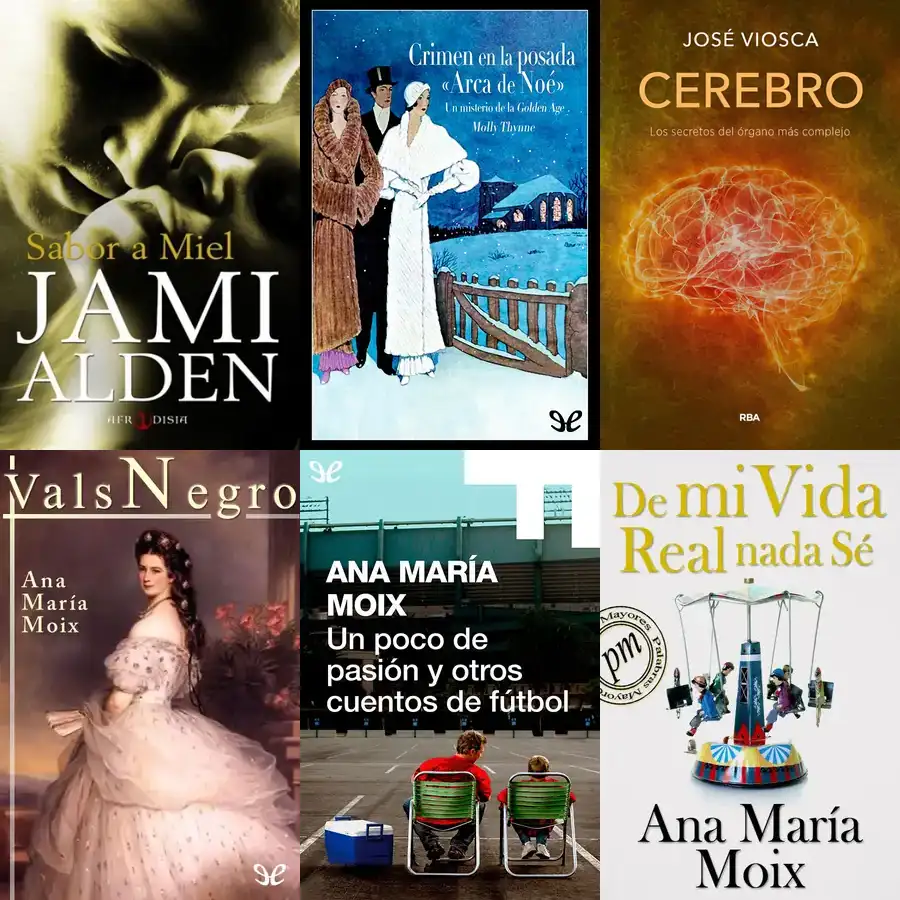 Sabor a Miel
JAMI
ALDEN
AFRODISIA
Crimen en la posada
«Arca de Noé»
Un misterio de la Golden Age .
Molly Thynne
JOSÉ VIOSCA
CEREBRO
Los secretos del órgano más complejo
RBA
Vals Negro
Ana
María
Moix
ANA MARÍA
MOIX
Un poco de
pasión y otros
cuentos de fútbol
De mi Vida
Real nada Sé
Mayores Palabras Mayores
pm
Ana María
Moix